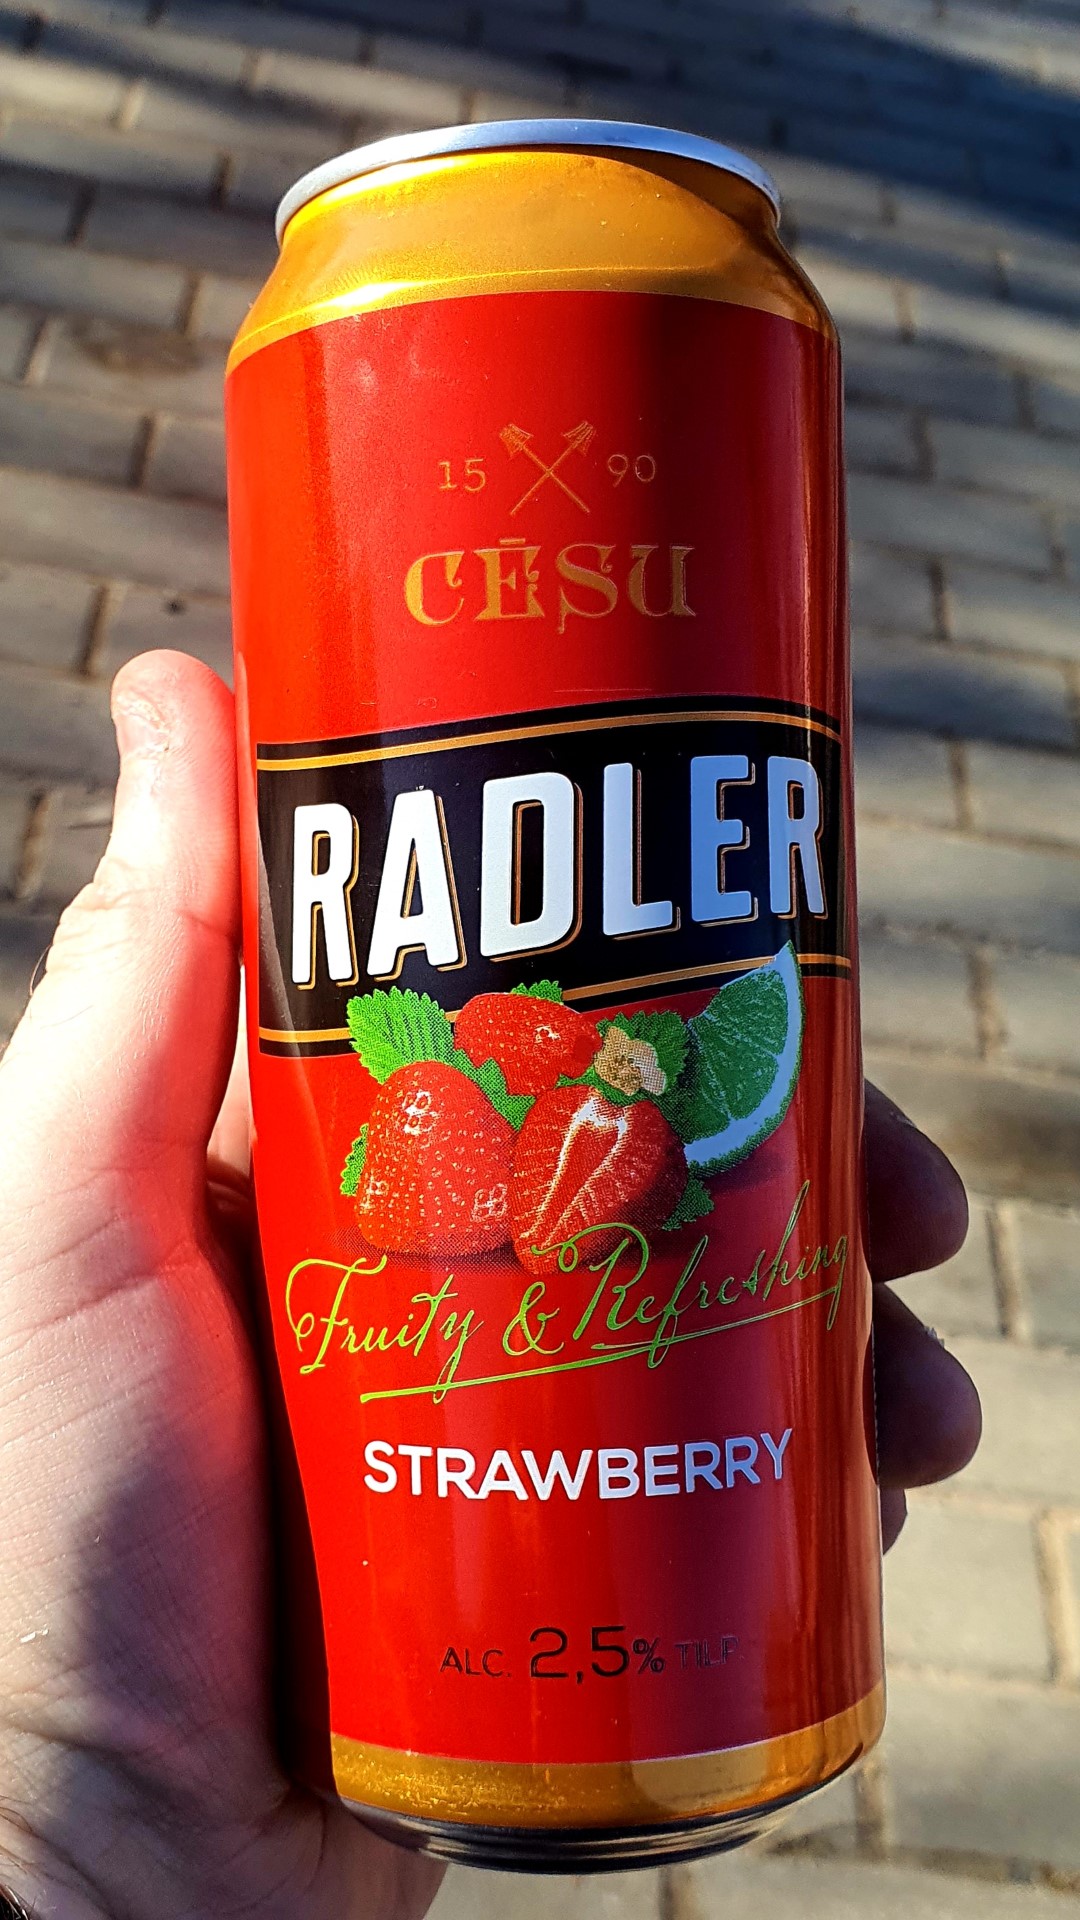 15 90
CĒSU
RADLER
Fruity & Refreshing
STRAWBERRY
ALC. 2,5% TILP.